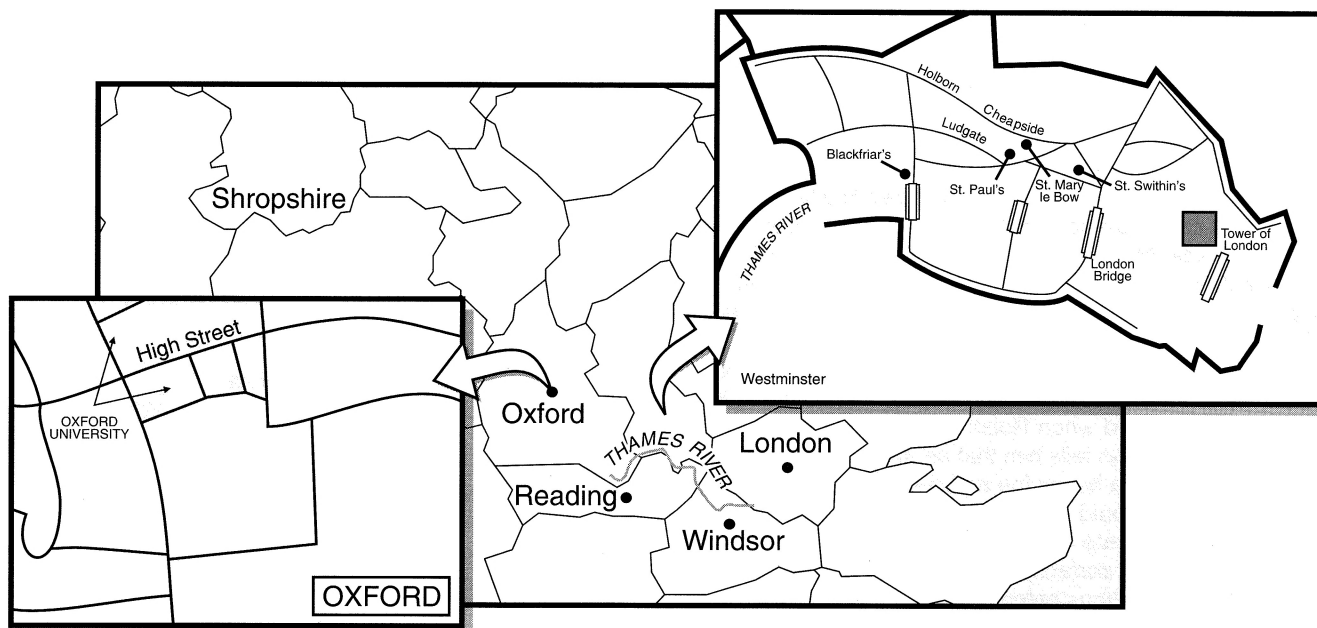 Shropshire
Oxford
THAMES RIVER
London
Reading
Windsor
High Street
OXFORD
UNIVERSITY
OXFORD
Holborn
Cheapside
Ludgate
Blackfriar's
St. Paul's
St. Mary
le Bow
St. Swithin's
THAMES RIVER
London
Bridge
Tower of
London
Westminster